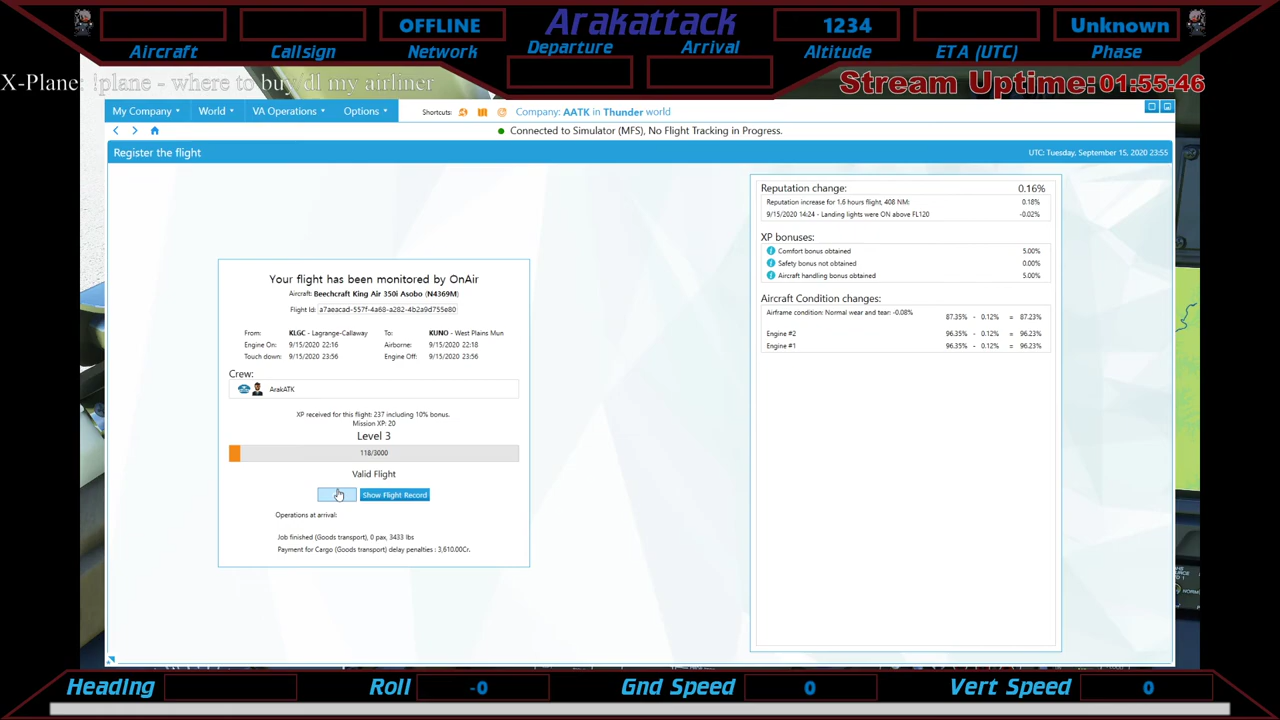 OFFLINE
Arakattack
1234
Unknown
Aircraft
Callsign
Network
Departure
Arrival
Altitude
ETA (UTC)
Phase
X-Plane: !plane - where to buy/dl my airliner
Stream Uptime: 01:55:46
My Company
World
VA Operations
Options
Shortcuts:
Company: AATK in Thunder world
Connected to Simulator (MFS), No Flight Tracking in Progress.
Register the flight
UTC: Tuesday, September 15, 2020 23:55
Your flight has been monitored by OnAir
Aircraft: Beechcraft King Air 350i Asobo (N4369M)
Flight Id: a7aeacad-557f-4a68-a282-4b2a9d755e80
From: KLGC - Lagrange-Callaway To: KUNO - West Plains Mun
Engine On: 9/15/2020 22:16 Airborne: 9/15/2020 22:18
Touch down: 9/15/2020 23:56 Engine Off: 9/15/2020 23:56
Crew:
ArakATK
XP received for this flight: 237 including 10% bonus.
Mission XP: 20
Level 3
118/3000
Valid Flight
Show Flight Record
Operations at arrival:
Job finished (Goods transport), 0 pax, 3433 lbs
Payment for Cargo (Goods transport) delay penalties : 3,610.00Cr.
Reputation change: 0.16%
Reputation increase for 1.6 hours flight, 408 NM: 0.18%
9/15/2020 14:24 - Landing lights were ON above FL120 -0.02%
XP bonuses:
Comfort bonus obtained 5.00%
Safety bonus not obtained 0.00%
Aircraft handling bonus obtained 5.00%
Aircraft Condition changes:
Airframe condition: Normal wear and tear: -0.08% 87.35% - 0.12% = 87.23%
Engine #2 96.35% - 0.12% = 96.23%
Engine #1 96.35% - 0.12% = 96.23%
Heading
Roll -0
Gnd Speed 0
Vert Speed 0